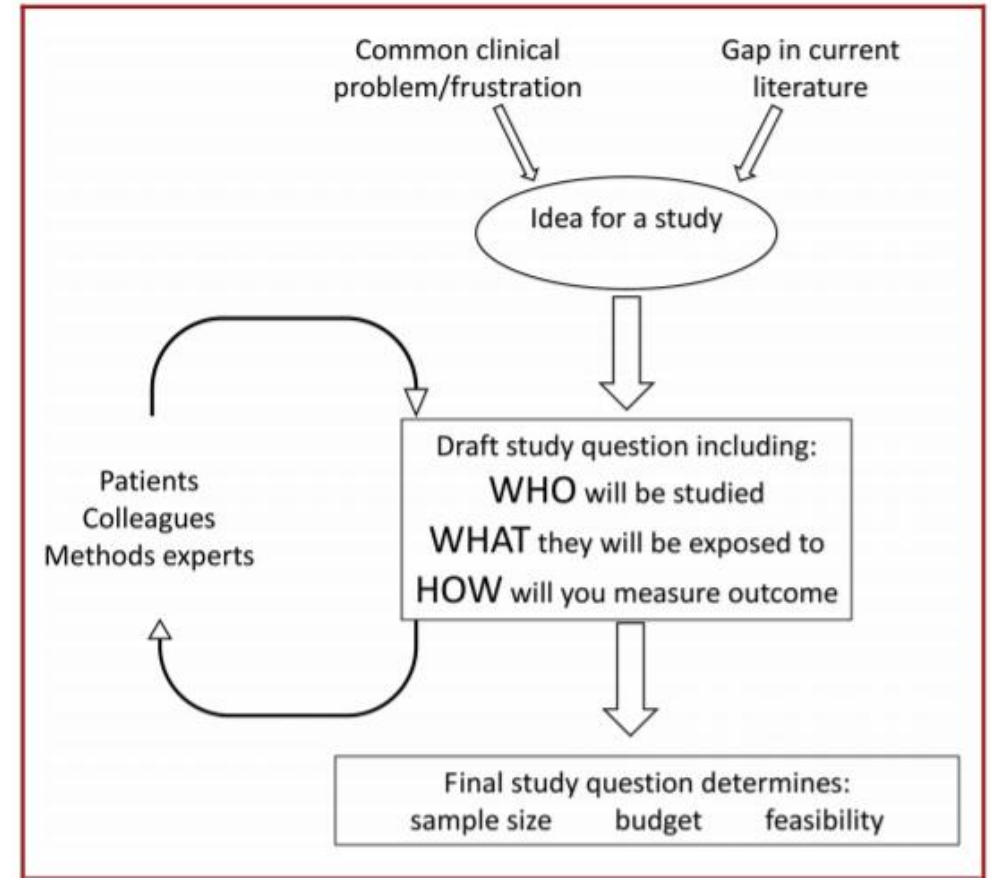 Common clinical
problem/frustration
Gap in current
literature
Idea for a study
Patients
Colleagues
Methods experts
Draft study question including:
WHO will be studied
WHAT they will be exposed to
HOW will you measure outcome
Final study question determines:
sample size budget feasibility